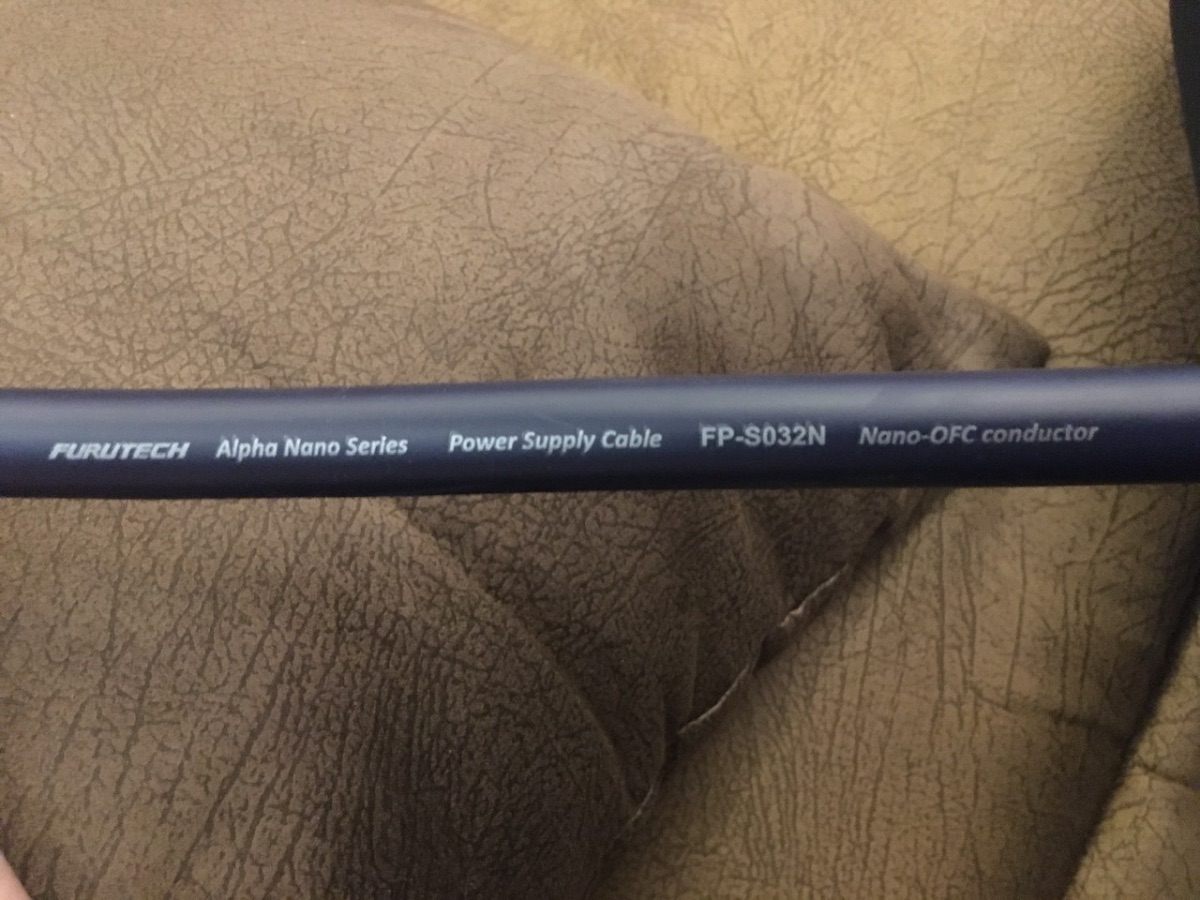 FURUTECH Alpha Nano Series Power Supply Cable FP-S032N Nano-OFC conductor